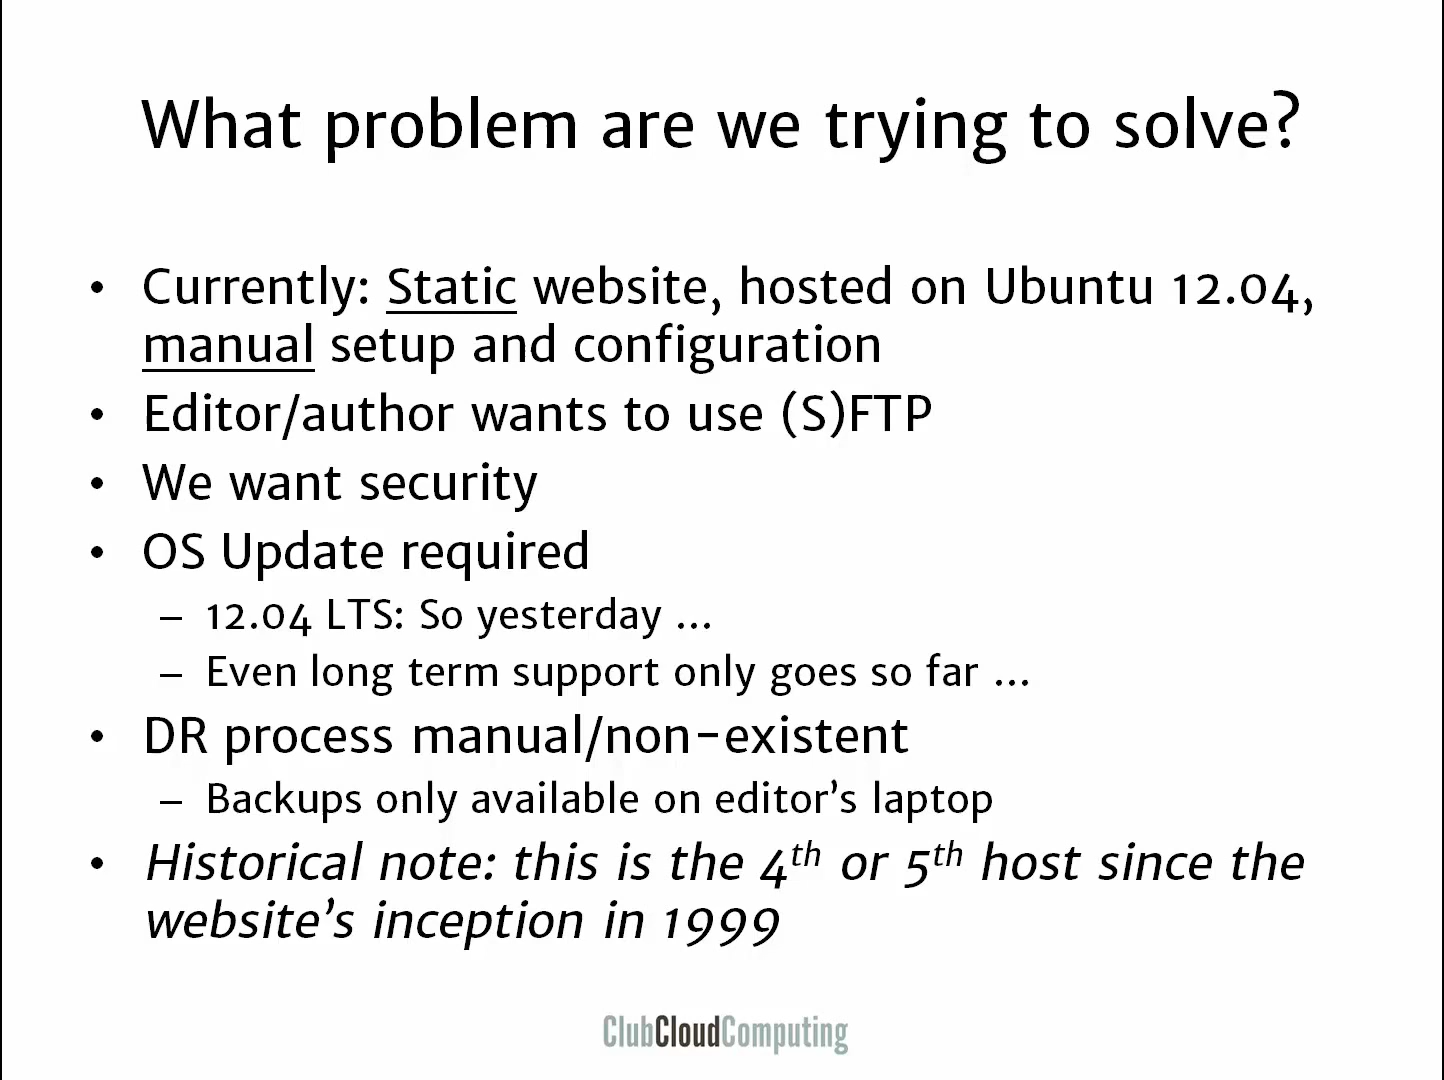 What problem are we trying to solve?
• Currently: Static website, hosted on Ubuntu 12.04,
manual setup and configuration
• Editor/author wants to use (S)FTP
• We want security
• OS Update required
– 12.04 LTS: So yesterday ...
– Even long term support only goes so far ...
• DR process manual/non-existent
– Backups only available on editor’s laptop
• Historical note: this is the 4th or 5th host since the
website’s inception in 1999
ClubCloudComputing